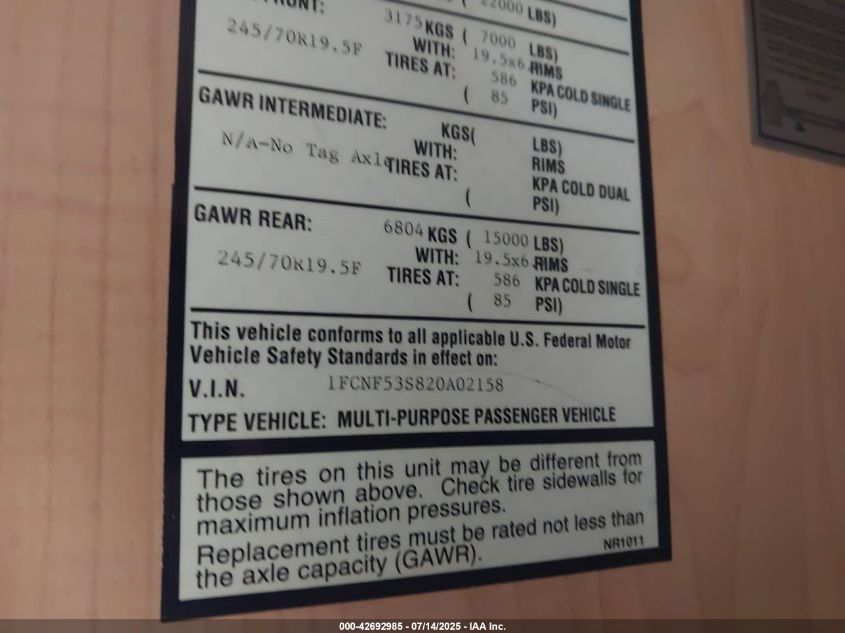 22000 LBS)
3175 KGS ( 7000 LBS)
245/70R19.5F WITH: 19.5x6 RIMS
TIRES AT: 586 KPA COLD SINGLE
( 85 PSI)
GAWR INTERMEDIATE: KGS( LBS)
N/A-No Tag Axle WITH: RIMS
TIRES AT: KPA COLD DUAL
( PSI)
GAWR REAR: 6804 KGS ( 15000 LBS)
245/70R19.5F WITH: 19.5x6 RIMS
TIRES AT: 586 KPA COLD SINGLE
( 85 PSI)
This vehicle conforms to all applicable U.S. Federal Motor
Vehicle Safety Standards in effect on:
V.I.N. 1FCNF53S820A02158
TYPE VEHICLE: MULTI-PURPOSE PASSENGER VEHICLE
The tires on this unit may be different from
those shown above. Check tire sidewalls for
maximum inflation pressures.
Replacement tires must be rated not less than
the axle capacity (GAWR). NR1011
000-42692985 - 07/14/2025 - IAA Inc.